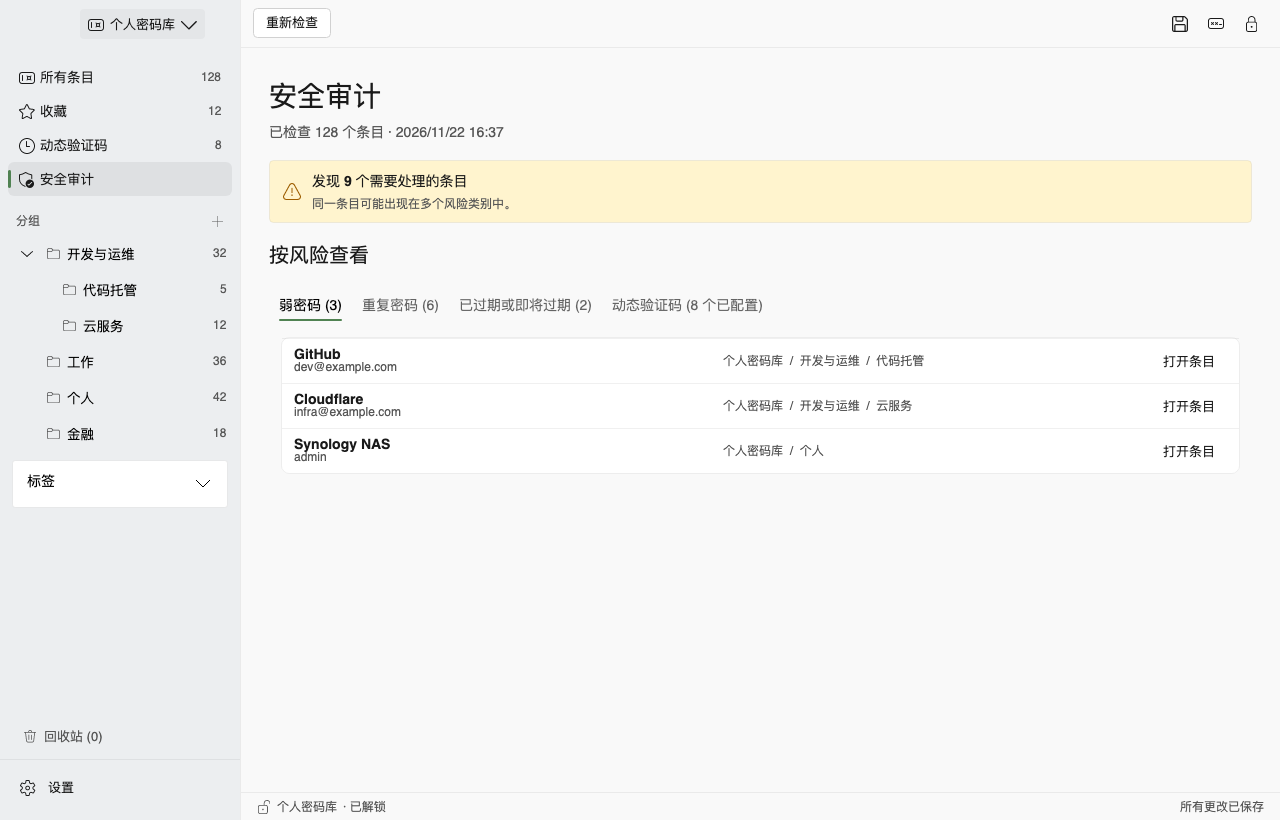 个人密码库
所有条目 128
收藏 12
动态验证码 8
安全审计
分组
开发与运维 32
代码托管 5
云服务 12
工作 36
个人 42
金融 18
标签
回收站 (0)
设置
重新检查
安全审计
已检查 128 个条目 · 2026/11/22 16:37
发现 9 个需要处理的条目
同一条目可能出现在多个风险类别中。
按风险查看
弱密码 (3) 重复密码 (6) 已过期或即将过期 (2) 动态验证码 (8 个已配置)
GitHub
dev@example.com
个人密码库 / 开发与运维 / 代码托管
打开条目
Cloudflare
infra@example.com
个人密码库 / 开发与运维 / 云服务
打开条目
Synology NAS
admin
个人密码库 / 个人
打开条目
个人密码库 · 已解锁
所有更改已保存